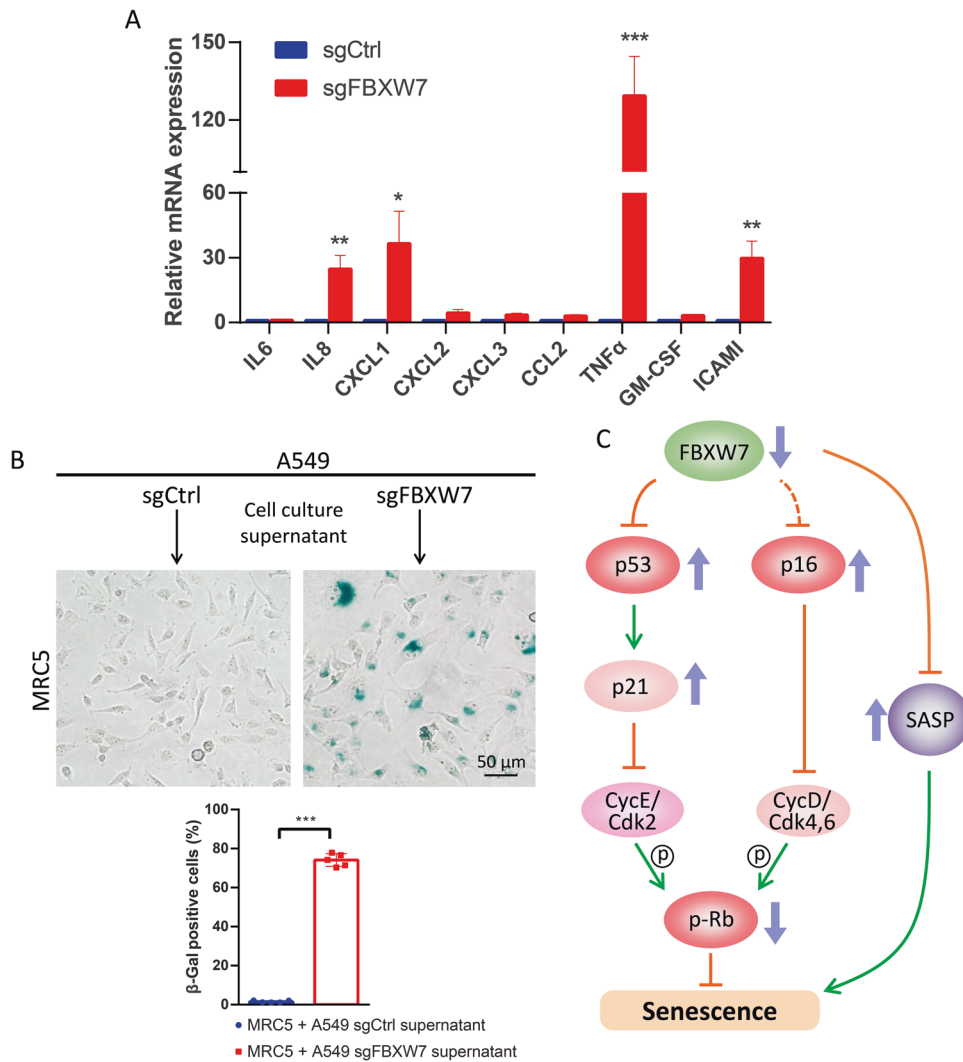 A
Relative mRNA expression
150
120
60
30
0
sgCtrl
sgFBXW7
**
*
***
**
IL6
IL8
CXCL1
CXCL2
CXCL3
CCL2
TNFα
GM-CSF
ICAMI
B
A549
sgCtrl
sgFBXW7
Cell culture
supernatant
MRC5
50 μm
β-Gal positive cells (%)
100
80
60
40
20
0
***
MRC5 + A549 sgCtrl supernatant
MRC5 + A549 sgFBXW7 supernatant
C
FBXW7
p53
p16
p21
SASP
CycE/
Cdk2
CycD/
Cdk4,6
p
p
p-Rb
Senescence